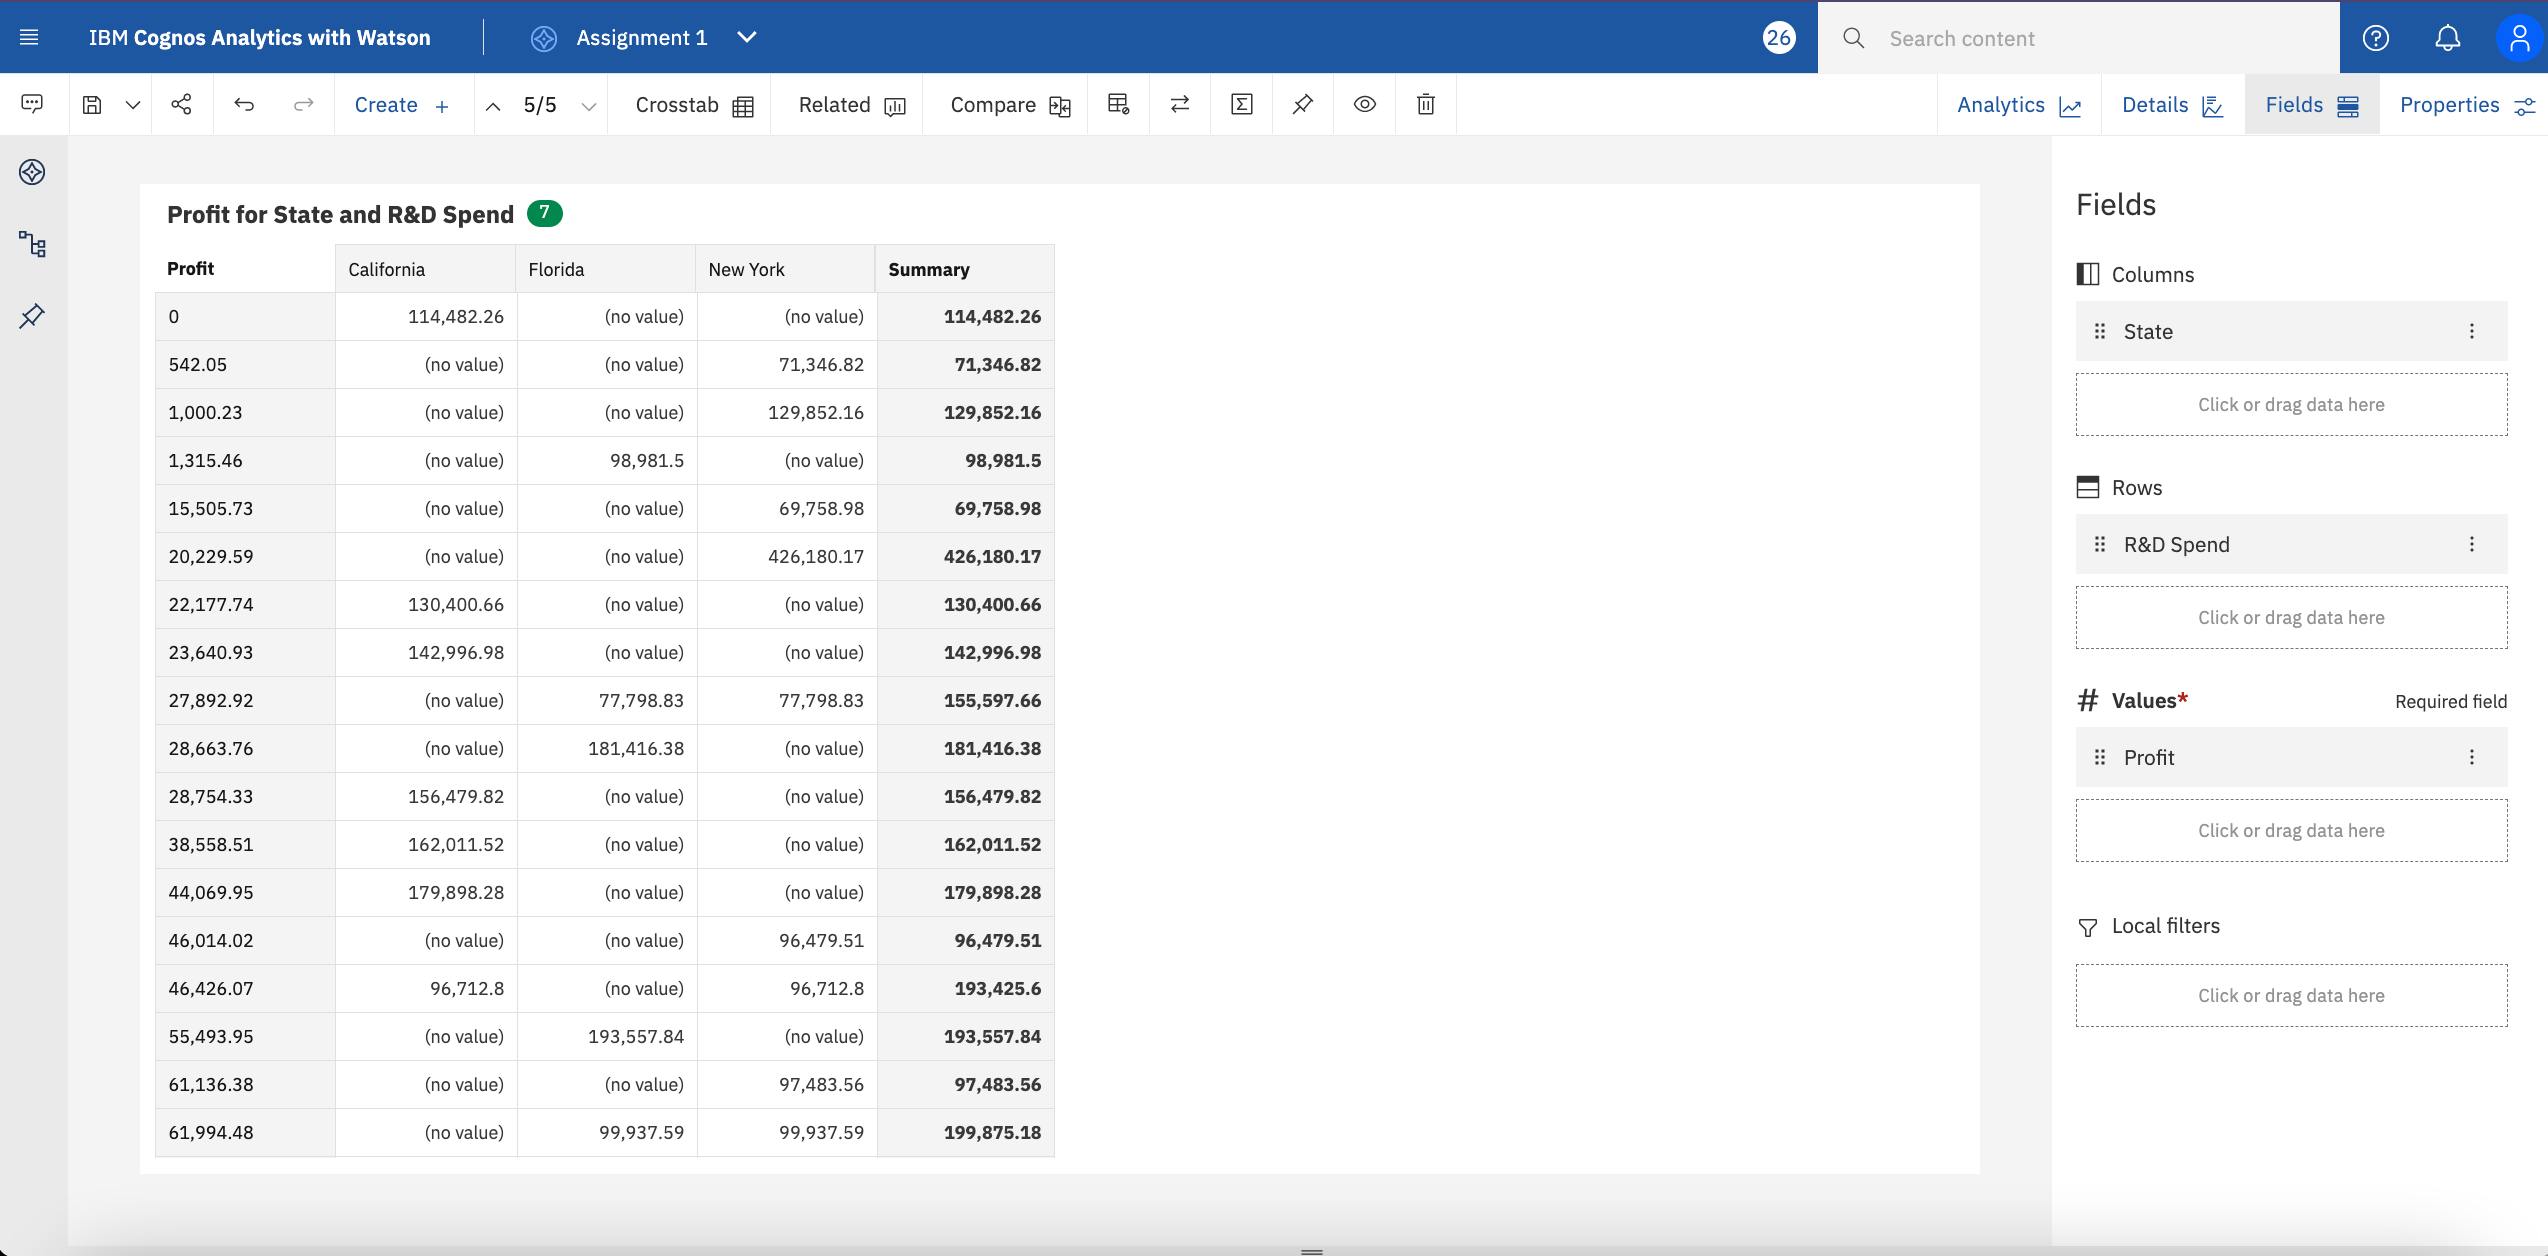 IBM Cognos Analytics with Watson Assignment 1 26 Search content
Create + 5/5 Crosstab Related Compare Analytics Details Fields Properties
Profit for State and R&D Spend 7
Profit California Florida New York Summary
0 114,482.26 (no value) (no value) 114,482.26
542.05 (no value) (no value) 71,346.82 71,346.82
1,000.23 (no value) (no value) 129,852.16 129,852.16
1,315.46 (no value) 98,981.5 (no value) 98,981.5
15,505.73 (no value) (no value) 69,758.98 69,758.98
20,229.59 (no value) (no value) 426,180.17 426,180.17
22,177.74 130,400.66 (no value) (no value) 130,400.66
23,640.93 142,996.98 (no value) (no value) 142,996.98
27,892.92 (no value) 77,798.83 77,798.83 155,597.66
28,663.76 (no value) 181,416.38 (no value) 181,416.38
28,754.33 156,479.82 (no value) (no value) 156,479.82
38,558.51 162,011.52 (no value) (no value) 162,011.52
44,069.95 179,898.28 (no value) (no value) 179,898.28
46,014.02 (no value) (no value) 96,479.51 96,479.51
46,426.07 96,712.8 (no value) 96,712.8 193,425.6
55,493.95 (no value) 193,557.84 (no value) 193,557.84
61,136.38 (no value) (no value) 97,483.56 97,483.56
61,994.48 (no value) 99,937.59 99,937.59 199,875.18
Fields
Columns
State
Click or drag data here
Rows
R&D Spend
Click or drag data here
# Values* Required field
Profit
Click or drag data here
Local filters
Click or drag data here